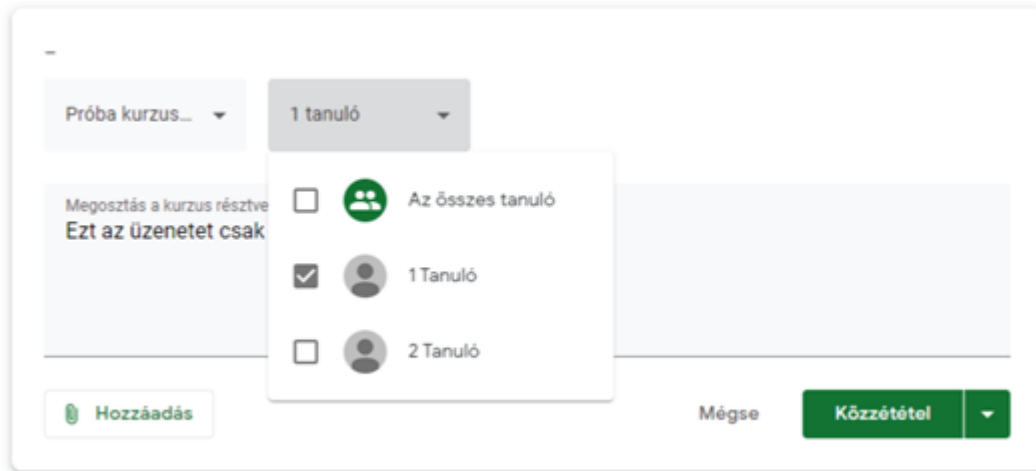 Próba kurzus...
1 tanuló
Az összes tanuló
1 Tanuló
2 Tanuló
Megosztás a kurzus résztve
Ezt az üzenetet csak
Hozzáadás
Mégse
Közzététel